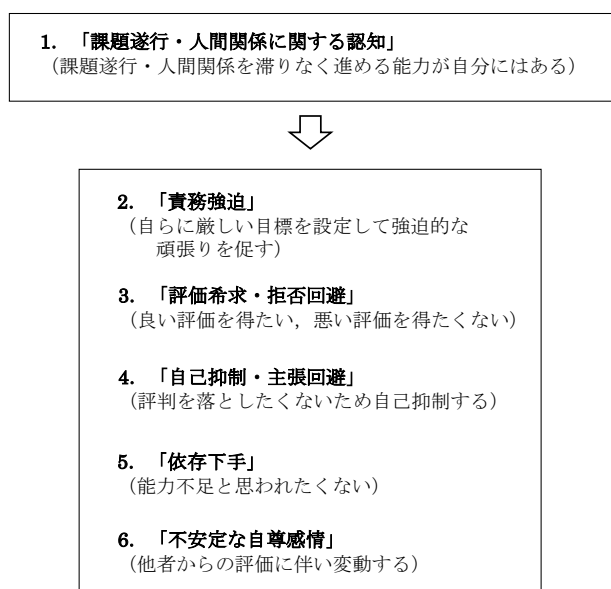 1. 「課題遂行・人間関係に関する認知」
（課題遂行・人間関係を滞りなく進める能力が自分にはある）
2. 「責務強迫」
（自らに厳しい目標を設定して強迫的な
頑張りを促す）
3. 「評価希求・拒否回避」
（良い評価を得たい，悪い評価を得たくない）
4. 「自己抑制・主張回避」
（評判を落としたくないため自己抑制する）
5. 「依存下手」
（能力不足と思われたくない）
6. 「不安定な自尊感情」
（他者からの評価に伴い変動する）